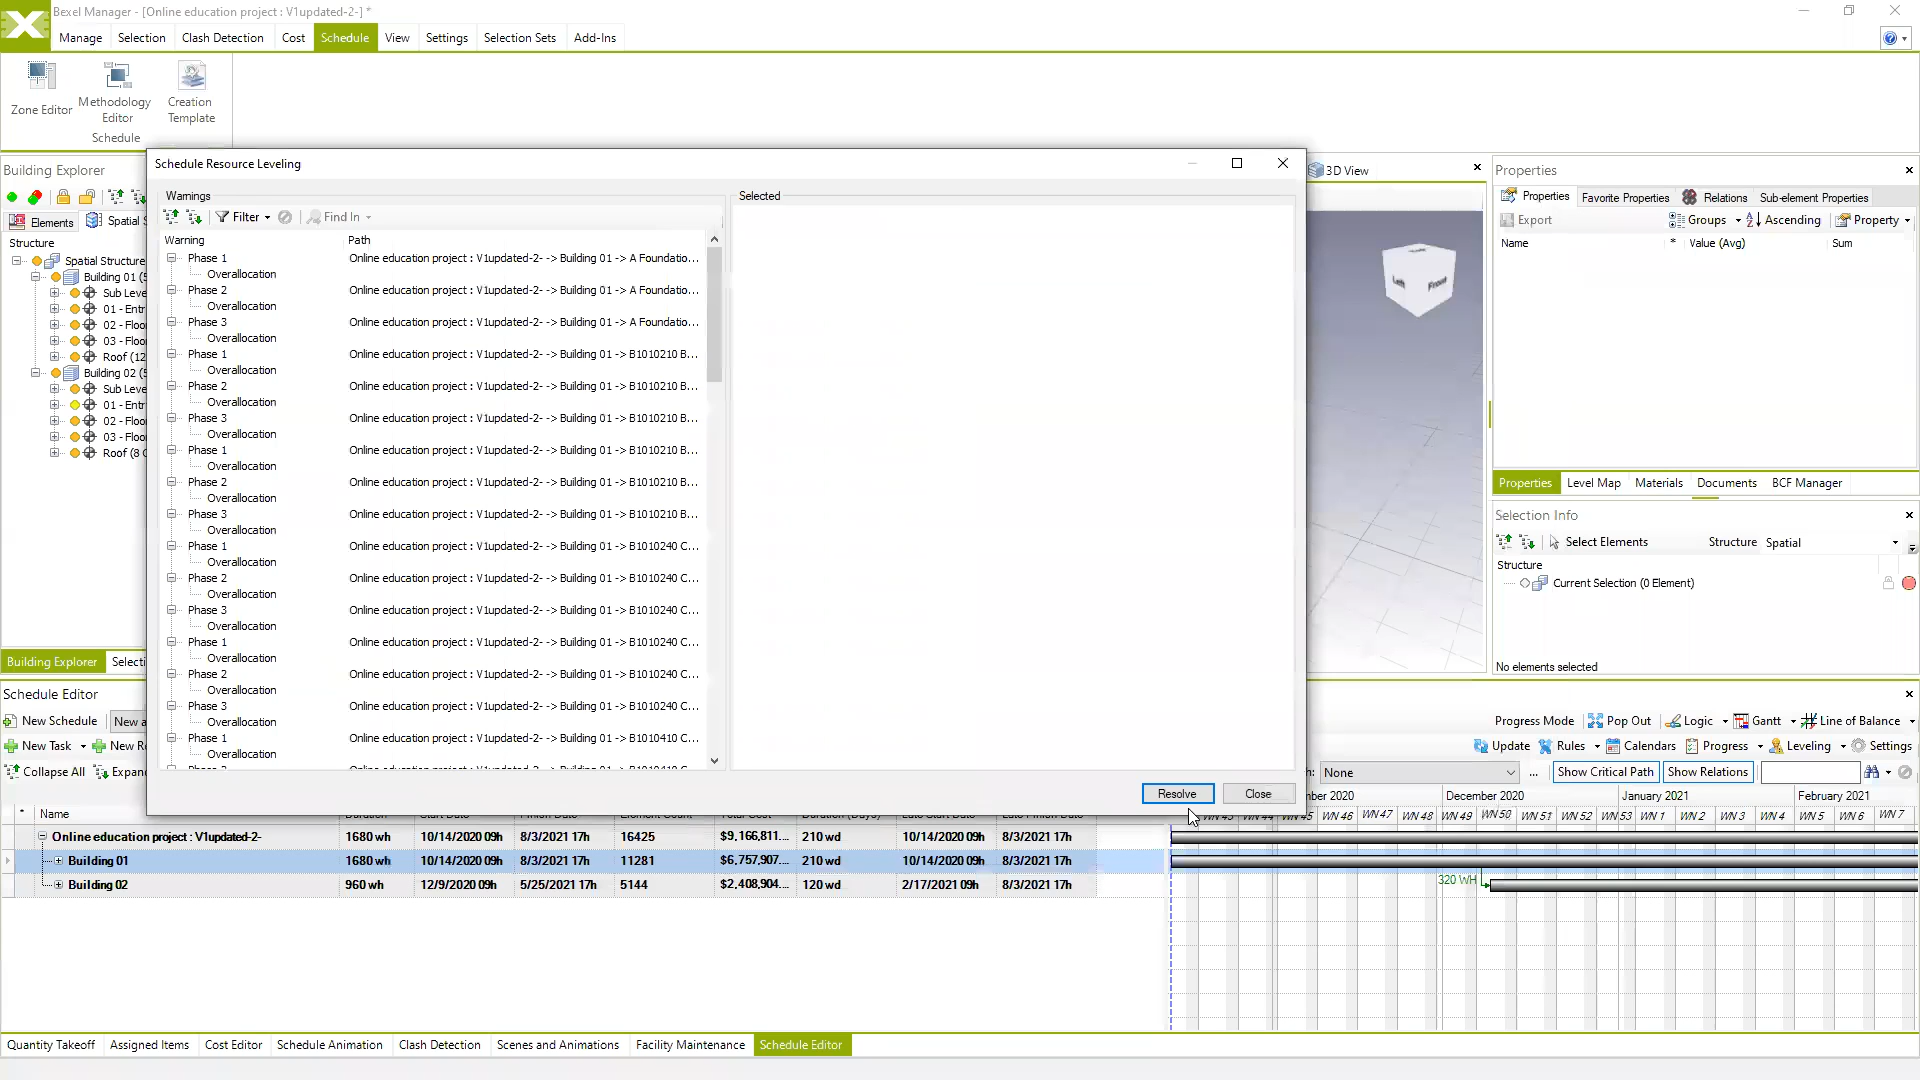 Bexel Manager - [Online education project : V1updated-2-] *
Manage Selection Clash Detection Cost Schedule View Settings Selection Sets Add-Ins
Zone Editor Methodology Editor Creation Template
Schedule
Building Explorer
Elements Spatial S
Structure
Spatial Structure
Building 01 (5
Sub Leve
01 - Entr
02 - Floo
03 - Floo
Roof (12
Building 02 (5
Sub Leve
01 - Entr
02 - Floo
03 - Floo
Roof (8 C
Building Explorer Selecti
Schedule Resource Leveling
Warnings
Filter Find In
Warning Path
Phase 1 Online education project : V1updated-2- -> Building 01 -> A Foundatio...
Overallocation
Phase 2 Online education project : V1updated-2- -> Building 01 -> A Foundatio...
Overallocation
Phase 3 Online education project : V1updated-2- -> Building 01 -> A Foundatio...
Overallocation
Phase 1 Online education project : V1updated-2- -> Building 01 -> B1010210 B...
Overallocation
Phase 2 Online education project : V1updated-2- -> Building 01 -> B1010210 B...
Overallocation
Phase 3 Online education project : V1updated-2- -> Building 01 -> B1010210 B...
Overallocation
Phase 1 Online education project : V1updated-2- -> Building 01 -> B1010210 B...
Overallocation
Phase 2 Online education project : V1updated-2- -> Building 01 -> B1010210 B...
Overallocation
Phase 3 Online education project : V1updated-2- -> Building 01 -> B1010210 B...
Overallocation
Phase 1 Online education project : V1updated-2- -> Building 01 -> B1010240 C...
Overallocation
Phase 2 Online education project : V1updated-2- -> Building 01 -> B1010240 C...
Overallocation
Phase 3 Online education project : V1updated-2- -> Building 01 -> B1010240 C...
Overallocation
Phase 1 Online education project : V1updated-2- -> Building 01 -> B1010240 C...
Overallocation
Phase 2 Online education project : V1updated-2- -> Building 01 -> B1010240 C...
Overallocation
Phase 3 Online education project : V1updated-2- -> Building 01 -> B1010240 C...
Overallocation
Phase 1 Online education project : V1updated-2- -> Building 01 -> B1010410 C...
Overallocation
Selected
Resolve Close
3D View
Left Front
Properties
Properties Favorite Properties Relations Sub-element Properties
Export Groups Ascending Property
Name * Value (Avg) Sum
Properties Level Map Materials Documents BCF Manager
Selection Info
Select Elements Structure Spatial
Structure
Current Selection (0 Element)
No elements selected
Schedule Editor
New Schedule New a Progress Mode Pop Out Logic Gantt Line of Balance
New Task New Re Update Rules Calendars Progress Leveling Settings
Collapse All Expan None ... Show Critical Path Show Relations
ber 2020 December 2020 January 2021 February 2021
* Name
WN 46 WN 47 WN 48 WN 49 WN 50 WN 51 WN 52 WN 53 WN 1 WN 2 WN 3 WN 4 WN 5 WN 6 WN 7
Online education project : V1updated-2- 1680 wh 10/14/2020 09h 8/3/2021 17h 16425 $9,166,811.... 210 wd 10/14/2020 09h 8/3/2021 17h
Building 01 1680 wh 10/14/2020 09h 8/3/2021 17h 11281 $6,757,907.... 210 wd 10/14/2020 09h 8/3/2021 17h
Building 02 960 wh 12/9/2020 09h 5/25/2021 17h 5144 $2,408,904.... 120 wd 2/17/2021 09h 8/3/2021 17h
320 WH
Quantity Takeoff Assigned Items Cost Editor Schedule Animation Clash Detection Scenes and Animations Facility Maintenance Schedule Editor